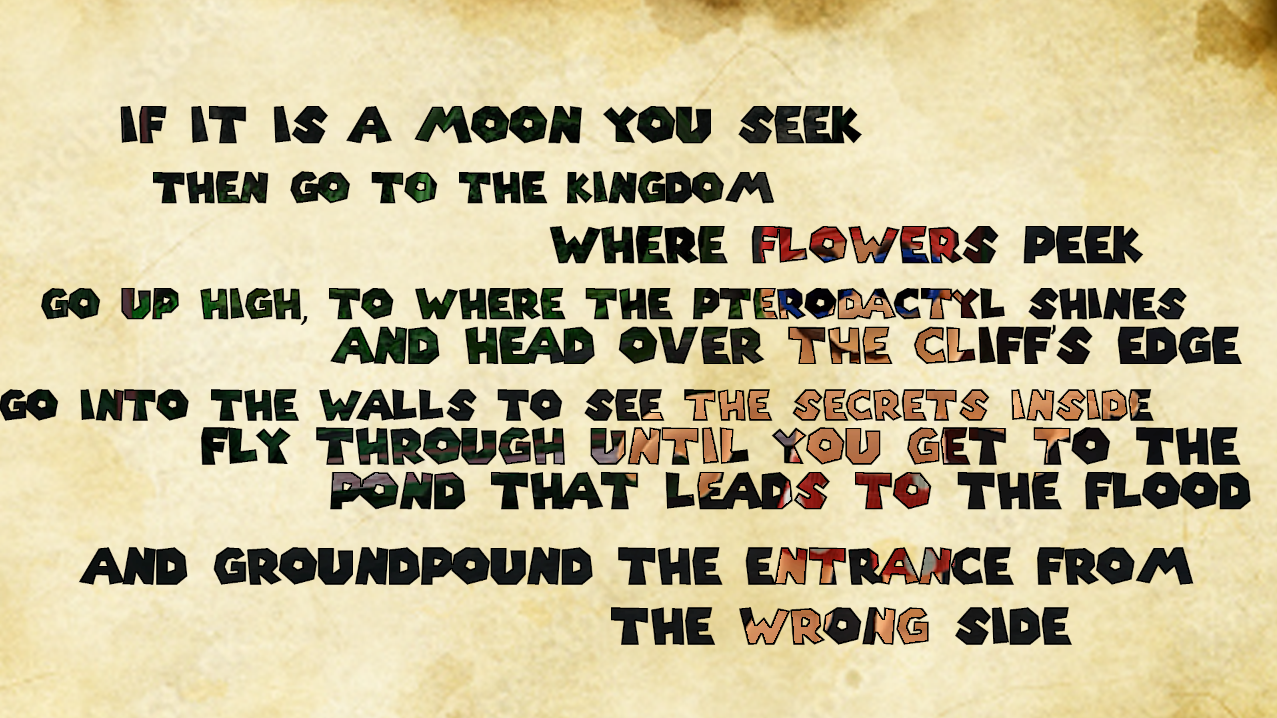 IF IT IS A MOON YOU SEEK
THEN GO TO THE KINGDOM
WHERE FLOWERS PEEK
GO UP HIGH, TO WHERE THE PTERODACTYL SHINES
AND HEAD OVER THE CLIFF'S EDGE
GO INTO THE WALLS TO SEE THE SECRETS INSIDE
FLY THROUGH UNTIL YOU GET TO THE
POND THAT LEADS TO THE FLOOD
AND GROUNDPOUND THE ENTRANCE FROM
THE WRONG SIDE